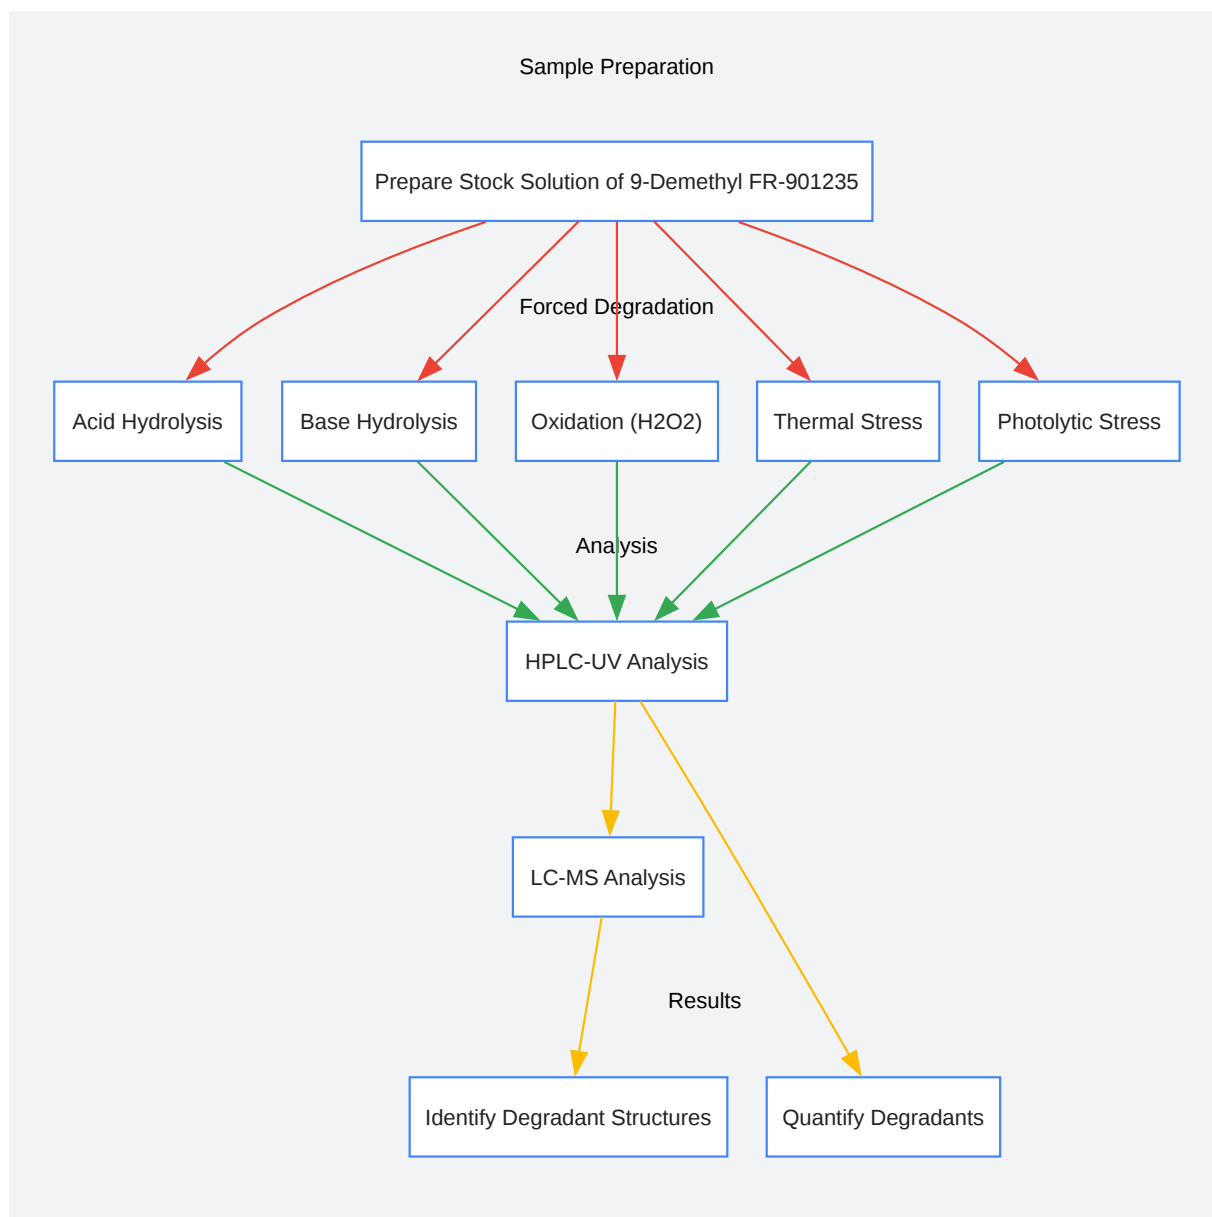 Sample Preparation
Prepare Stock Solution of 9-Demethyl FR-901235
Forced Degradation
Acid Hydrolysis
Base Hydrolysis
Oxidation (H2O2)
Thermal Stress
Photolytic Stress
Analysis
HPLC-UV Analysis
LC-MS Analysis
Results
Identify Degradant Structures
Quantify Degradants